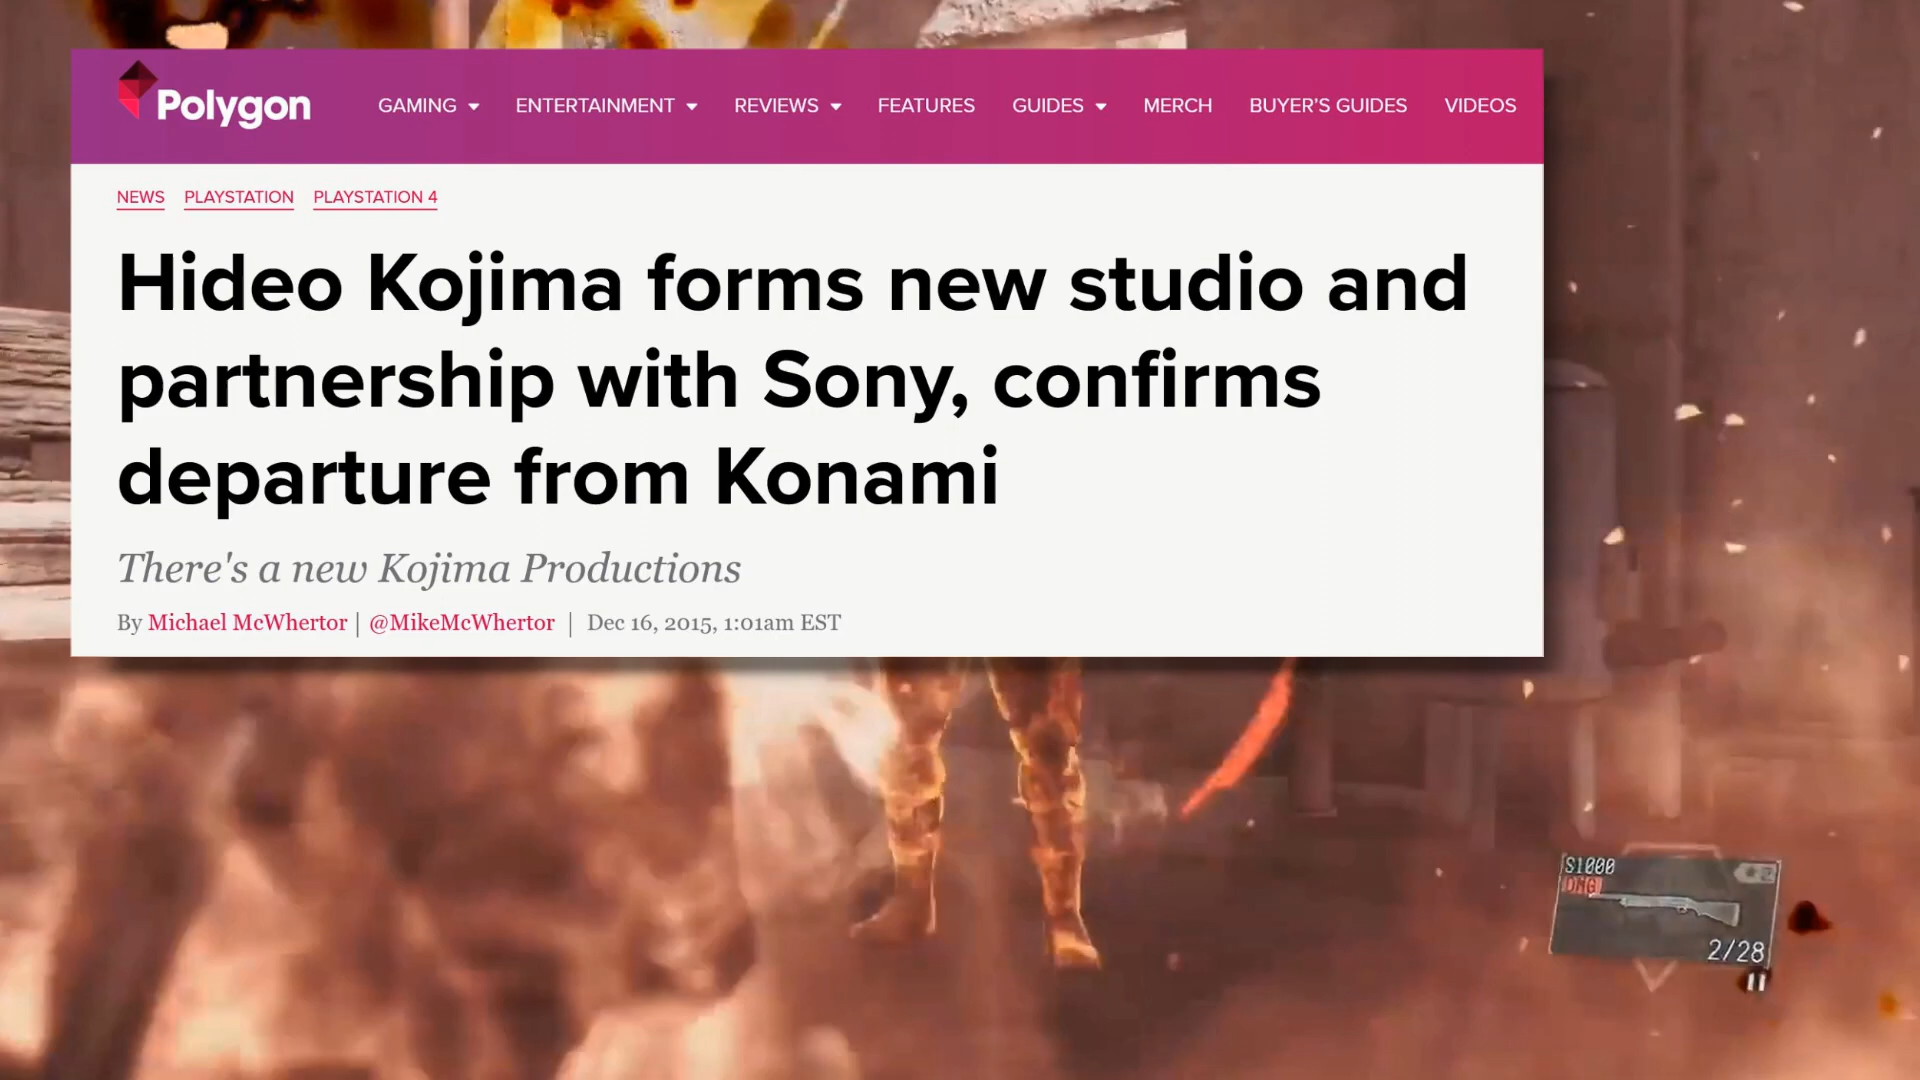 Polygon
GAMING ENTERTAINMENT REVIEWS FEATURES GUIDES MERCH BUYER'S GUIDES VIDEOS
NEWS PLAYSTATION PLAYSTATION 4
Hideo Kojima forms new studio and
partnership with Sony, confirms
departure from Konami
There's a new Kojima Productions
By Michael McWhertor | @MikeMcWhertor | Dec 16, 2015, 1:01am EST
S1000
DMG
2/28